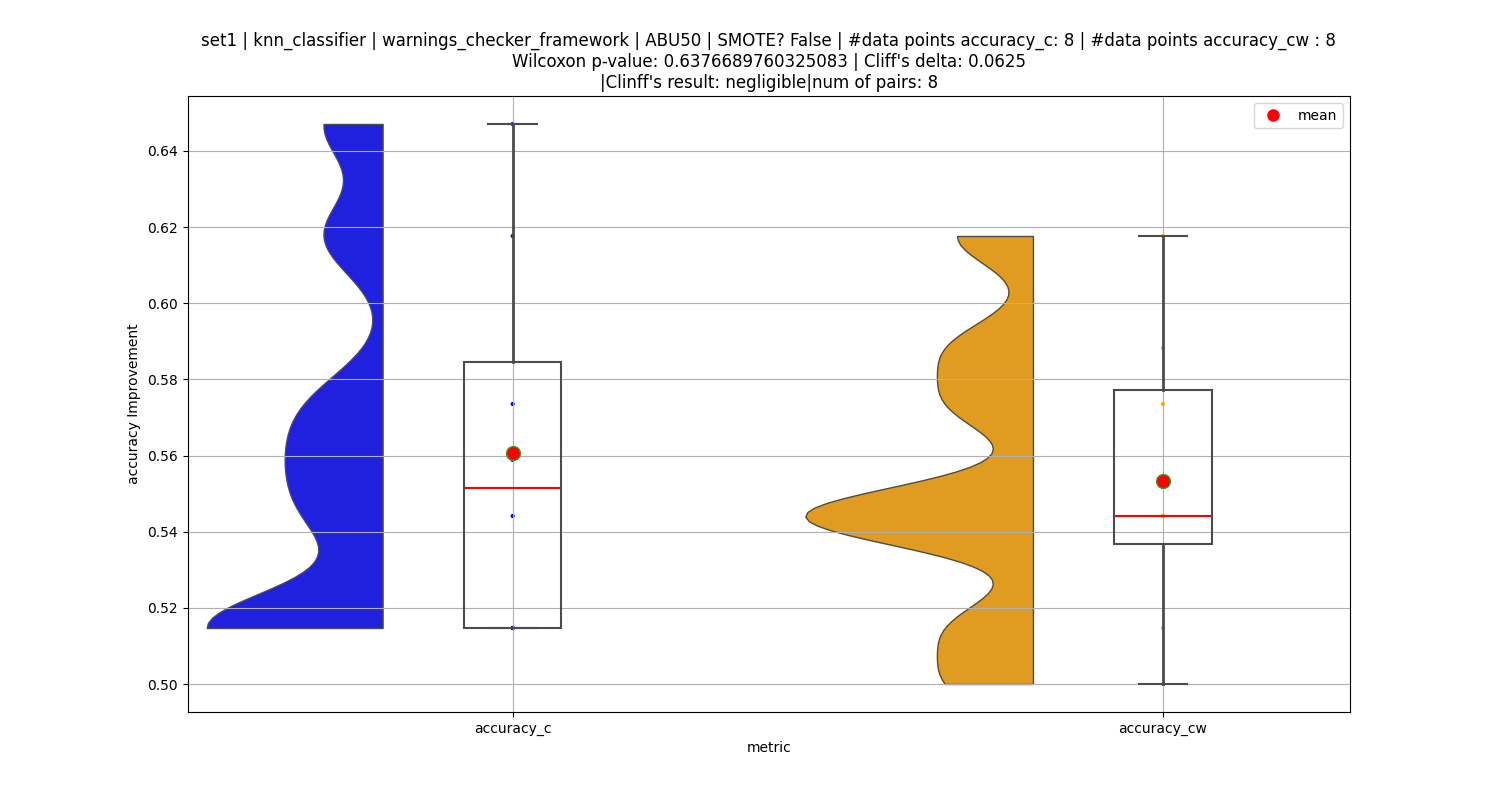 set1 | knn_classifier | warnings_checker_framework | ABU50 | SMOTE? False | #data points accuracy_c: 8 | #data points accuracy_cw : 8
Wilcoxon p-value: 0.6376689760325083 | Cliff's delta: 0.0625
|Clinff's result: negligible|num of pairs: 8
mean
0.64
0.62
0.60
0.58
0.56
0.54
0.52
0.50
accuracy Improvement
accuracy_c
accuracy_cw
metric